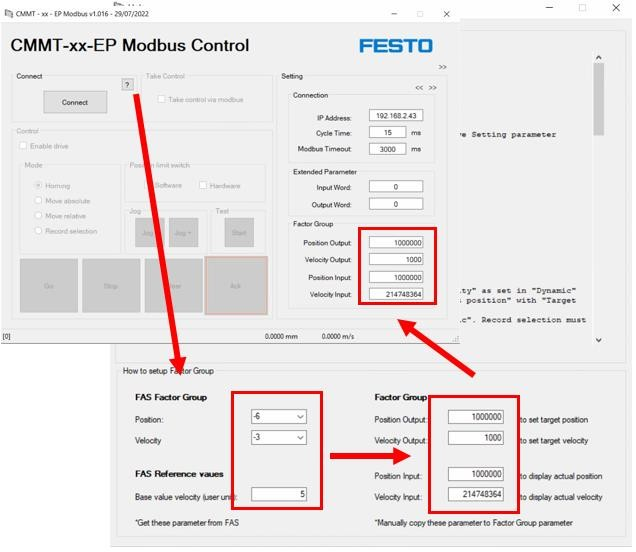 CMMT - xx - EP Modbus v1.016 - 29/07/2022
CMMT-xx-EP Modbus Control
FESTO
>>
Connect
?
Connect
Take Control
Take control via modbus
Setting
<< >>
Connection
IP Address: 192.168.2.43
Cycle Time: 15 ms
Modbus Timeout: 3000 ms
Extended Parameter
Input Word: 0
Output Word: 0
Factor Group
Position Output: 1000000
Velocity Output: 1000
Position Input: 1000000
Velocity Input: 214748364
Control
Enable drive
Mode
Homing
Move absolute
Move relative
Record selection
Position limit switch
Software
Hardware
Jog
Jog
Jog +
Test
Start
Go
Stop
Ack
[0]
0.0000 mm
0.0000 m/s
Setting parameter
as set in "Dynamic"
position" with "Target
Record selection must
How to setup Factor Group
FAS Factor Group
Position: -6
Velocity -3
FAS Reference vaues
Base value velocity (user unit): 5
*Get these parameter from FAS
Factor Group
Position Output: 1000000 to set target position
Velocity Output: 1000 to set target velocity
Position Input: 1000000 to display actual position
Velocity Input: 214748364 to display actual velocity
*Manually copy these parameter to Factor Group parameter